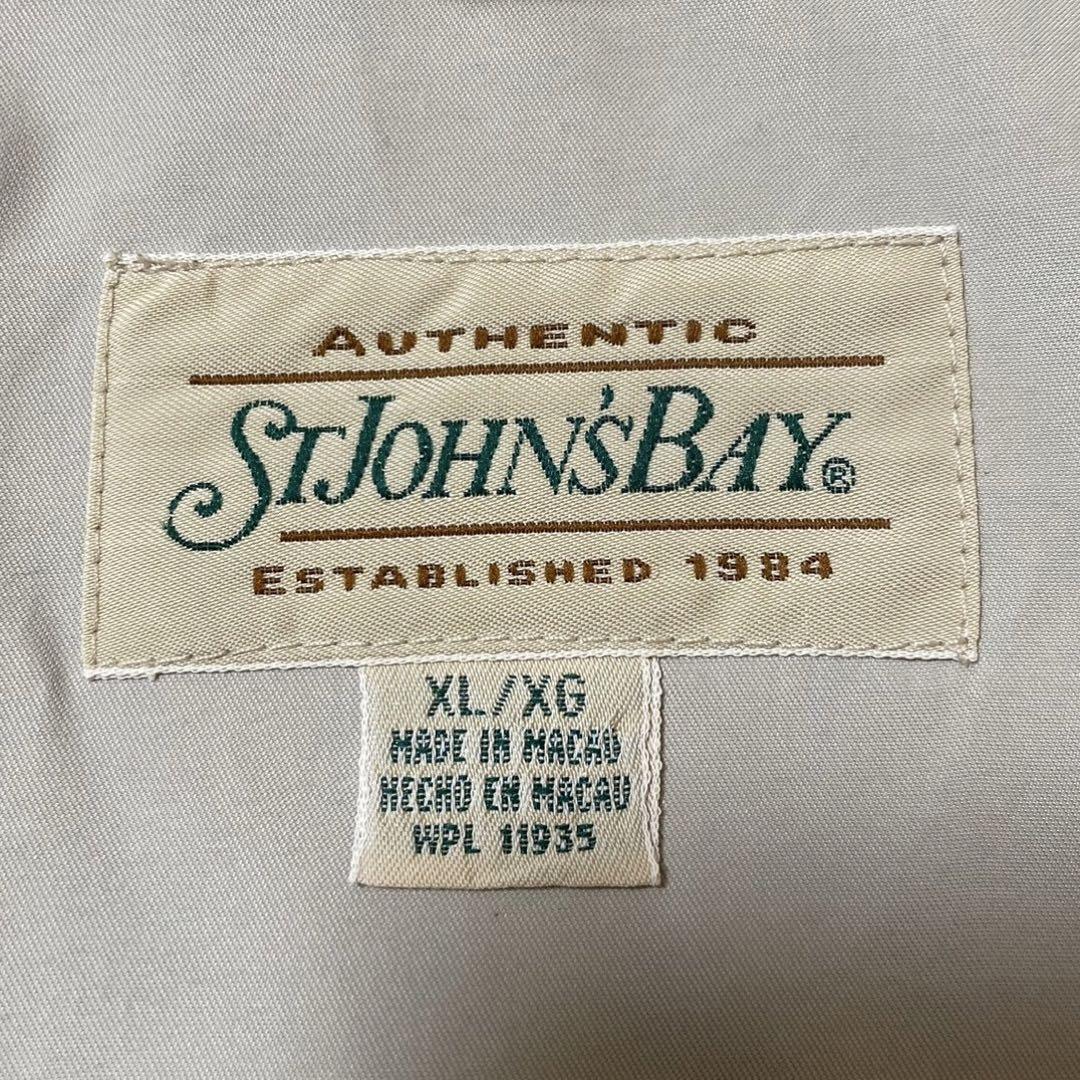 AUTHENTIC
ST JOHN'S BAY®
ESTABLISHED 1984
XL/XG
MADE IN MACAU
HECHO EN MACAU
WPL 11935